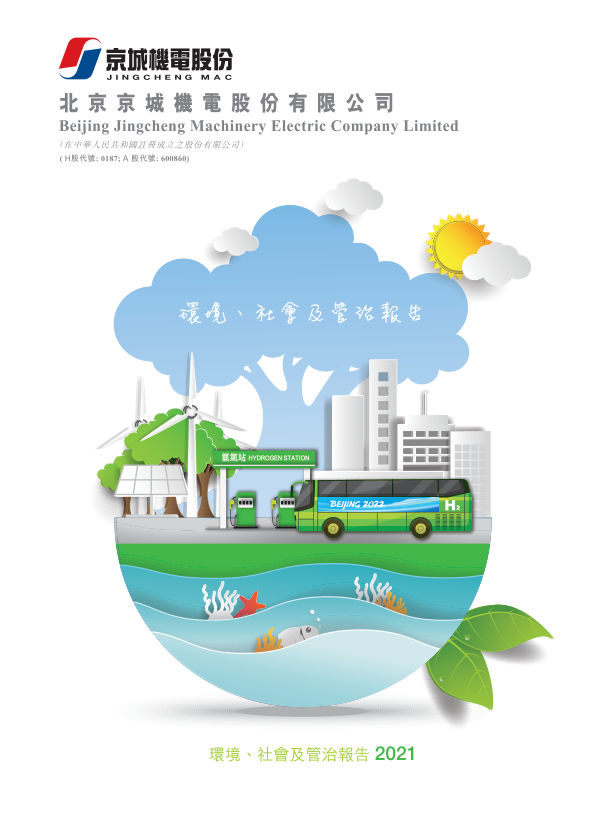 京城機電股份
JINGCHENG MAC
北京京城機電股份有限公司
Beijing Jingcheng Machinery Electric Company Limited
(在中華人民共和國註冊成立之股份有限公司)
( H股代號: 0187; A 股代號: 600860)
環境、社會及管治報告
氫氣站 HYDROGEN STATION
BEIJING 2022
H2
環境、社會及管治報告 2021